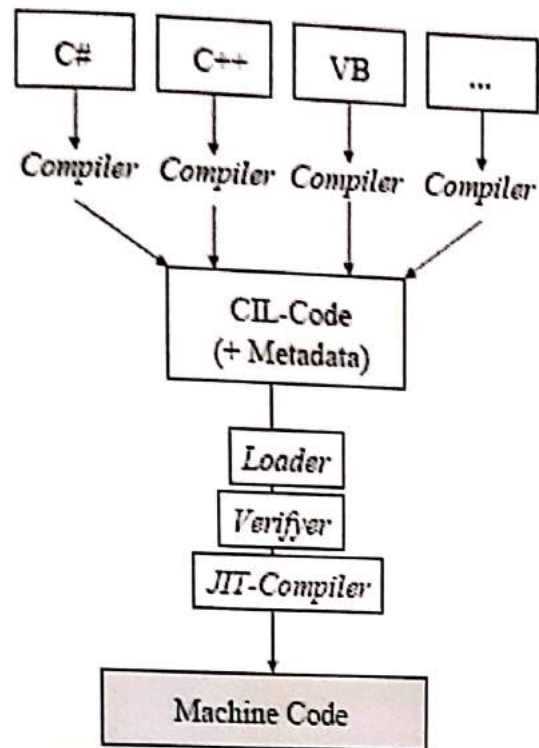 C#
C++
VB
...
Compiler
Compiler
Compiler
Compiler
CIL-Code
(+ Metadata)
Loader
Verifyer
JIT-Compiler
Machine Code